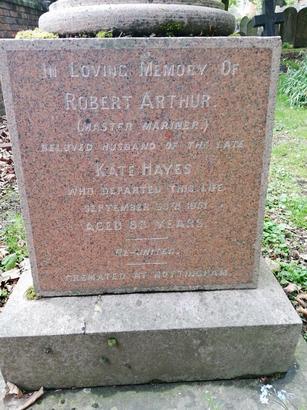 In Loving Memory Of
Robert Arthur
(Master Mariner.)
Beloved Husband of the late
Kate Hayes
who departed this life
September
Aged 83 years.
Re-united.
Cremated at Nottingham.